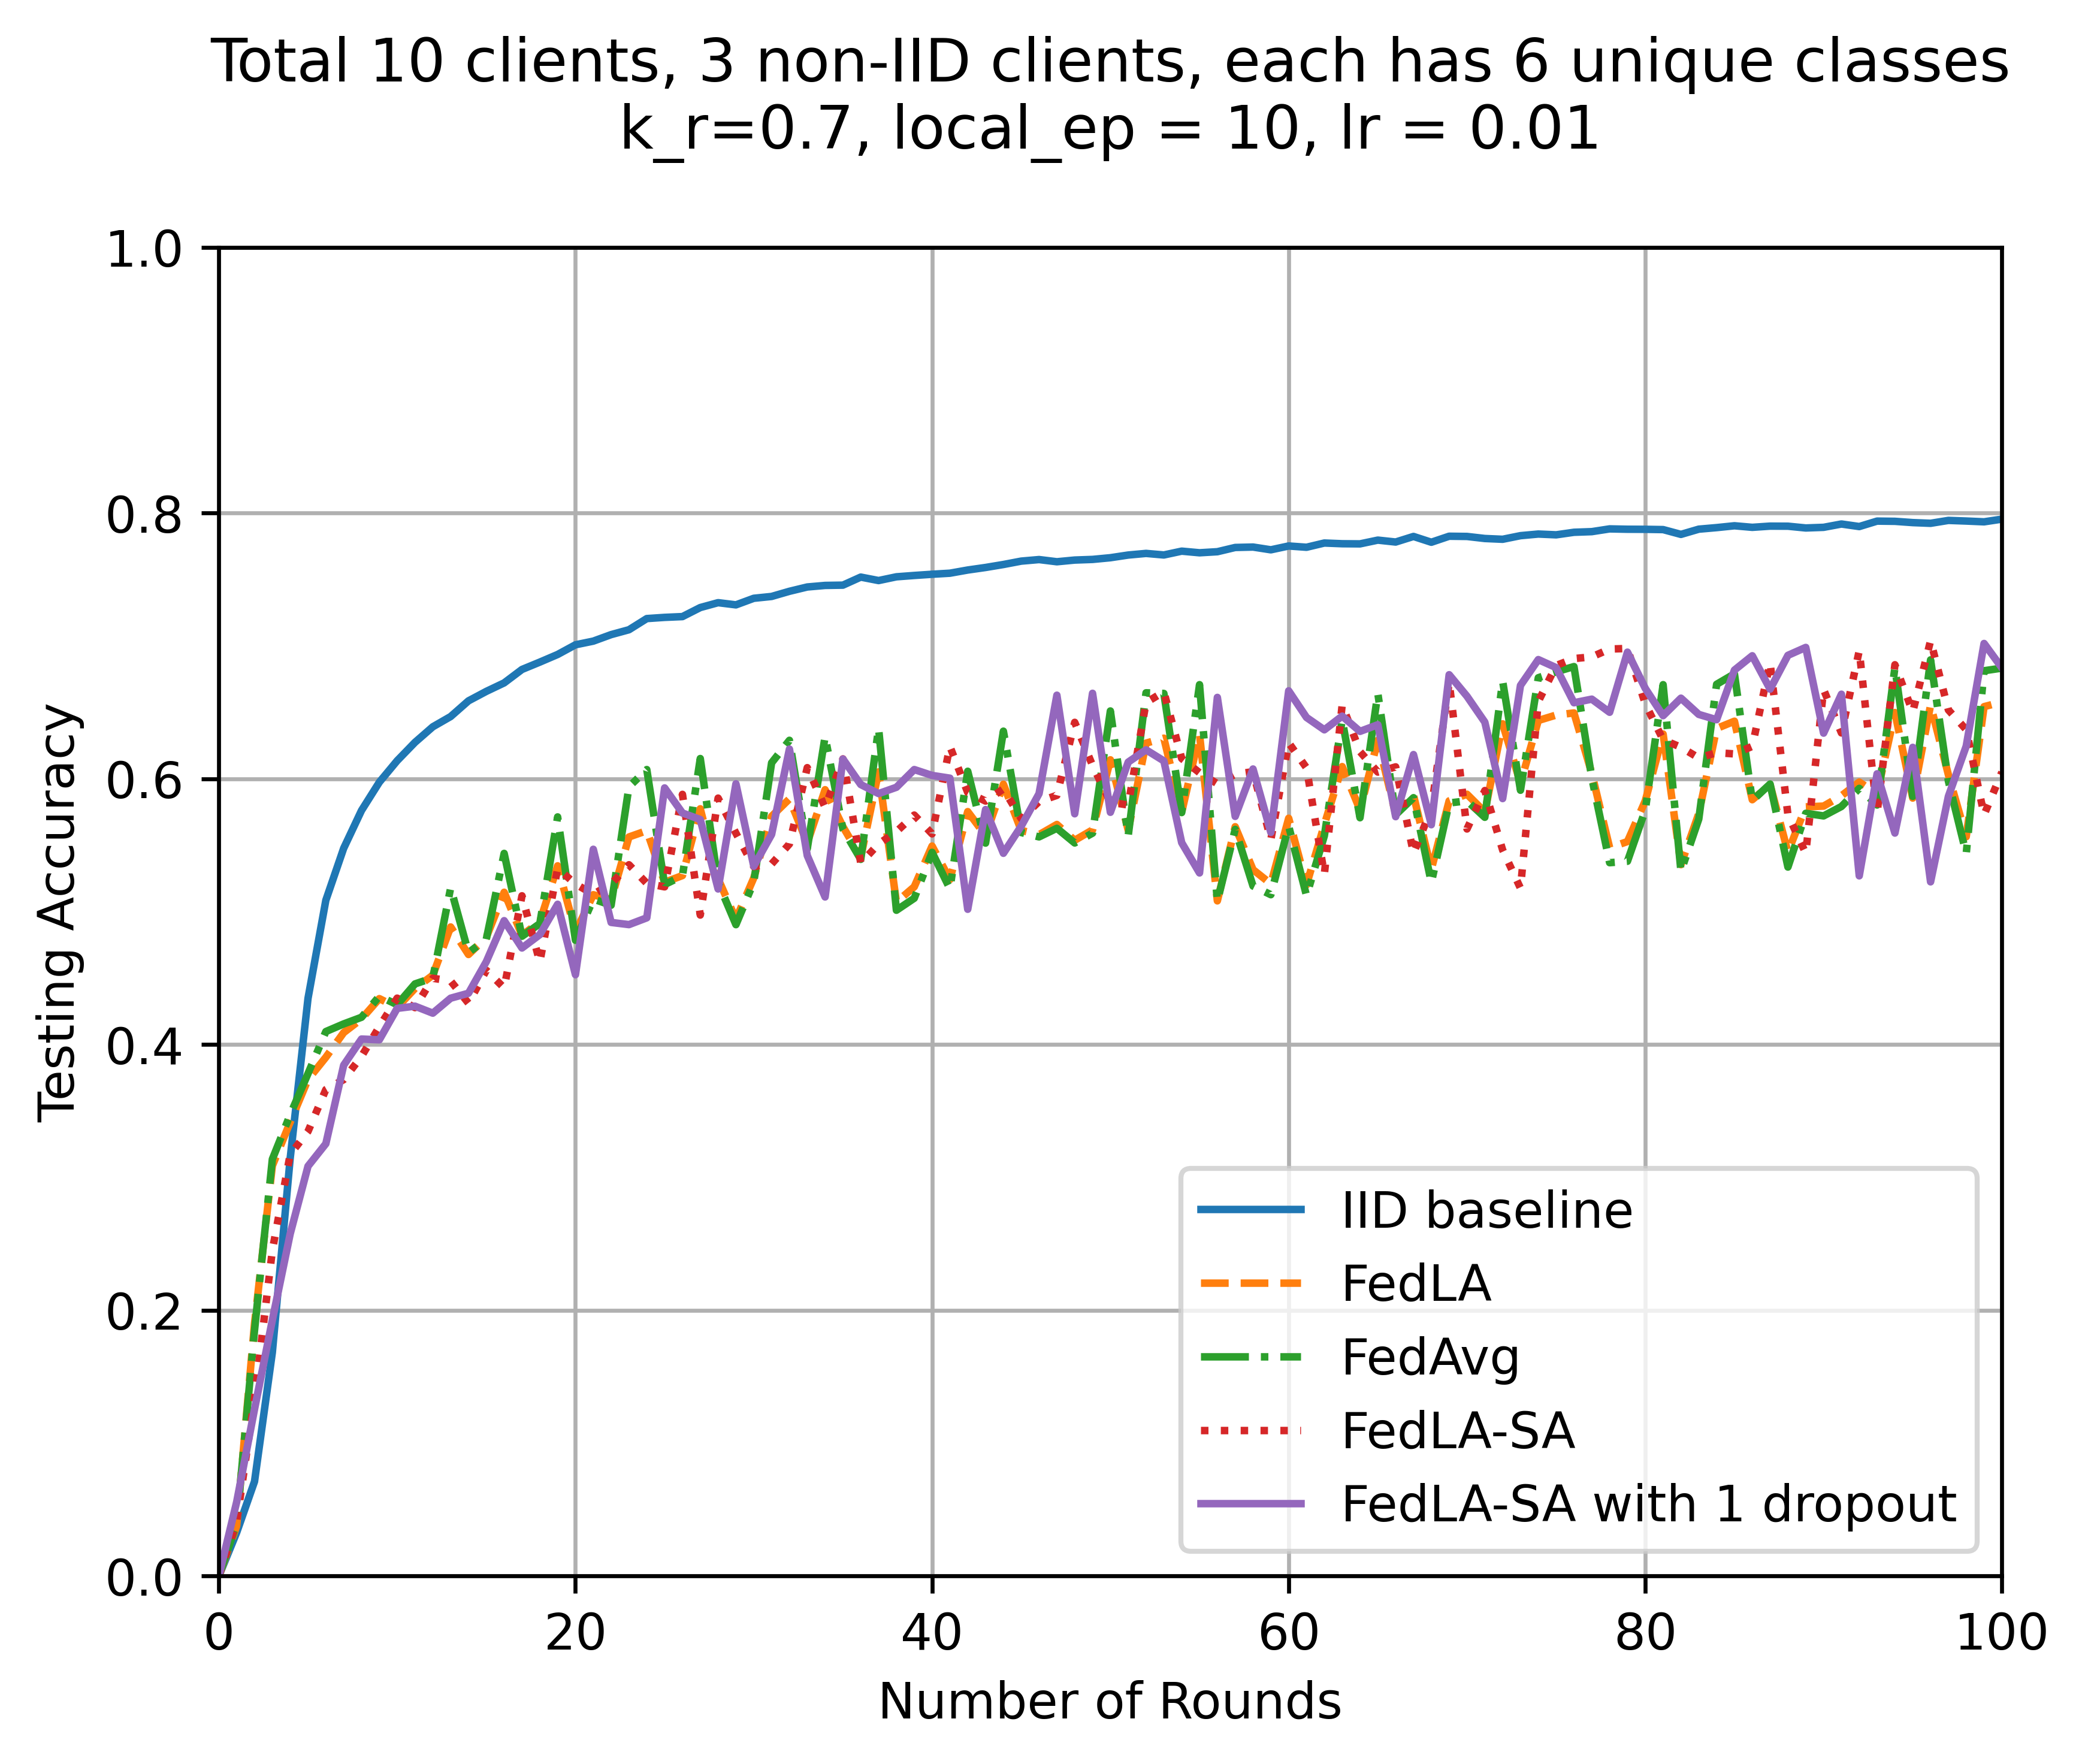 Total 10 clients, 3 non-IID clients, each has 6 unique classes
k_r=0.7, local_ep = 10, lr = 0.01
1.0
0.8
0.6
0.4
0.2
0.0
Testing Accuracy
IID baseline
FedLA
FedAvg
FedLA-SA
FedLA-SA with 1 dropout
0 20 40 60 80 100
Number of Rounds